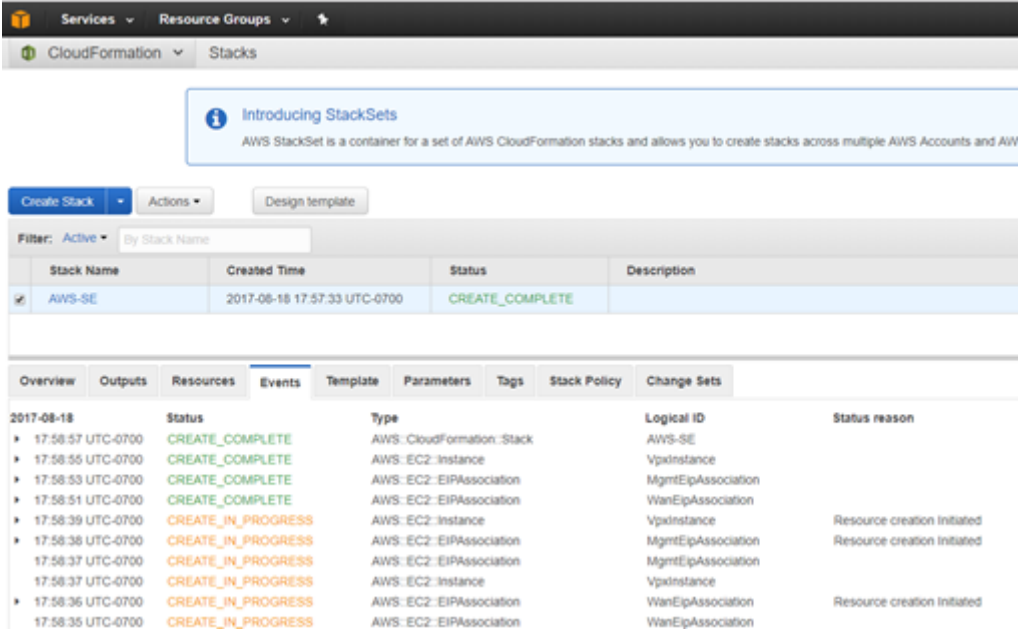 Services Resource Groups
CloudFormation Stacks
Introducing StackSets
AWS StackSet is a container for a set of AWS CloudFormation stacks and allows you to create stacks across multiple AWS Accounts and AW
Create Stack Actions Design template
Filter: Active By Stack Name
Stack Name Created Time Status Description
AWS-SE 2017-08-18 17:57:33 UTC-0700 CREATE_COMPLETE
Overview Outputs Resources Events Template Parameters Tags Stack Policy Change Sets
2017-08-18 Status Type Logical ID Status reason
17:58:57 UTC-0700 CREATE_COMPLETE AWS::CloudFormation::Stack AWS-SE
17:58:55 UTC-0700 CREATE_COMPLETE AWS::EC2::Instance VpxInstance
17:58:53 UTC-0700 CREATE_COMPLETE AWS::EC2::EIPAssociation MgmtEipAssociation
17:58:51 UTC-0700 CREATE_COMPLETE AWS::EC2::EIPAssociation WanEipAssociation
17:58:39 UTC-0700 CREATE_IN_PROGRESS AWS::EC2::Instance VpxInstance Resource creation Initiated
17:58:38 UTC-0700 CREATE_IN_PROGRESS AWS::EC2::EIPAssociation MgmtEipAssociation Resource creation Initiated
17:58:37 UTC-0700 CREATE_IN_PROGRESS AWS::EC2::EIPAssociation MgmtEipAssociation
17:58:37 UTC-0700 CREATE_IN_PROGRESS AWS::EC2::Instance VpxInstance
17:58:36 UTC-0700 CREATE_IN_PROGRESS AWS::EC2::EIPAssociation WanEipAssociation Resource creation Initiated
17:58:35 UTC-0700 CREATE_IN_PROGRESS AWS::EC2::EIPAssociation WanEipAssociation